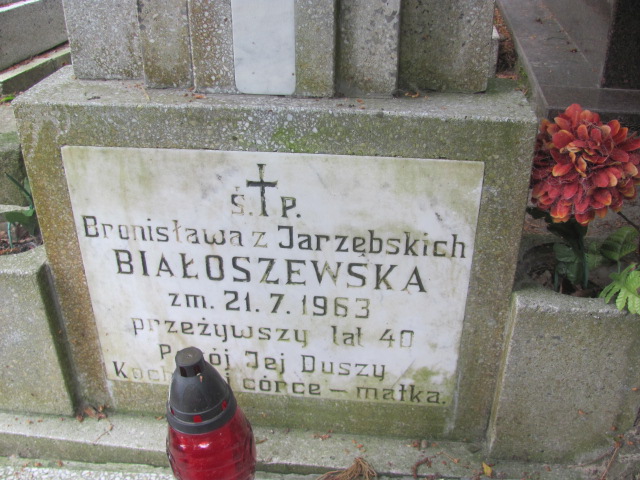 Ś. P.
Bronisława z Jarzębskich
BIAŁOSZEWSKA
zm. 21.7.1963
przeżywszy lat 40
Jej Duszy
córce – matka.